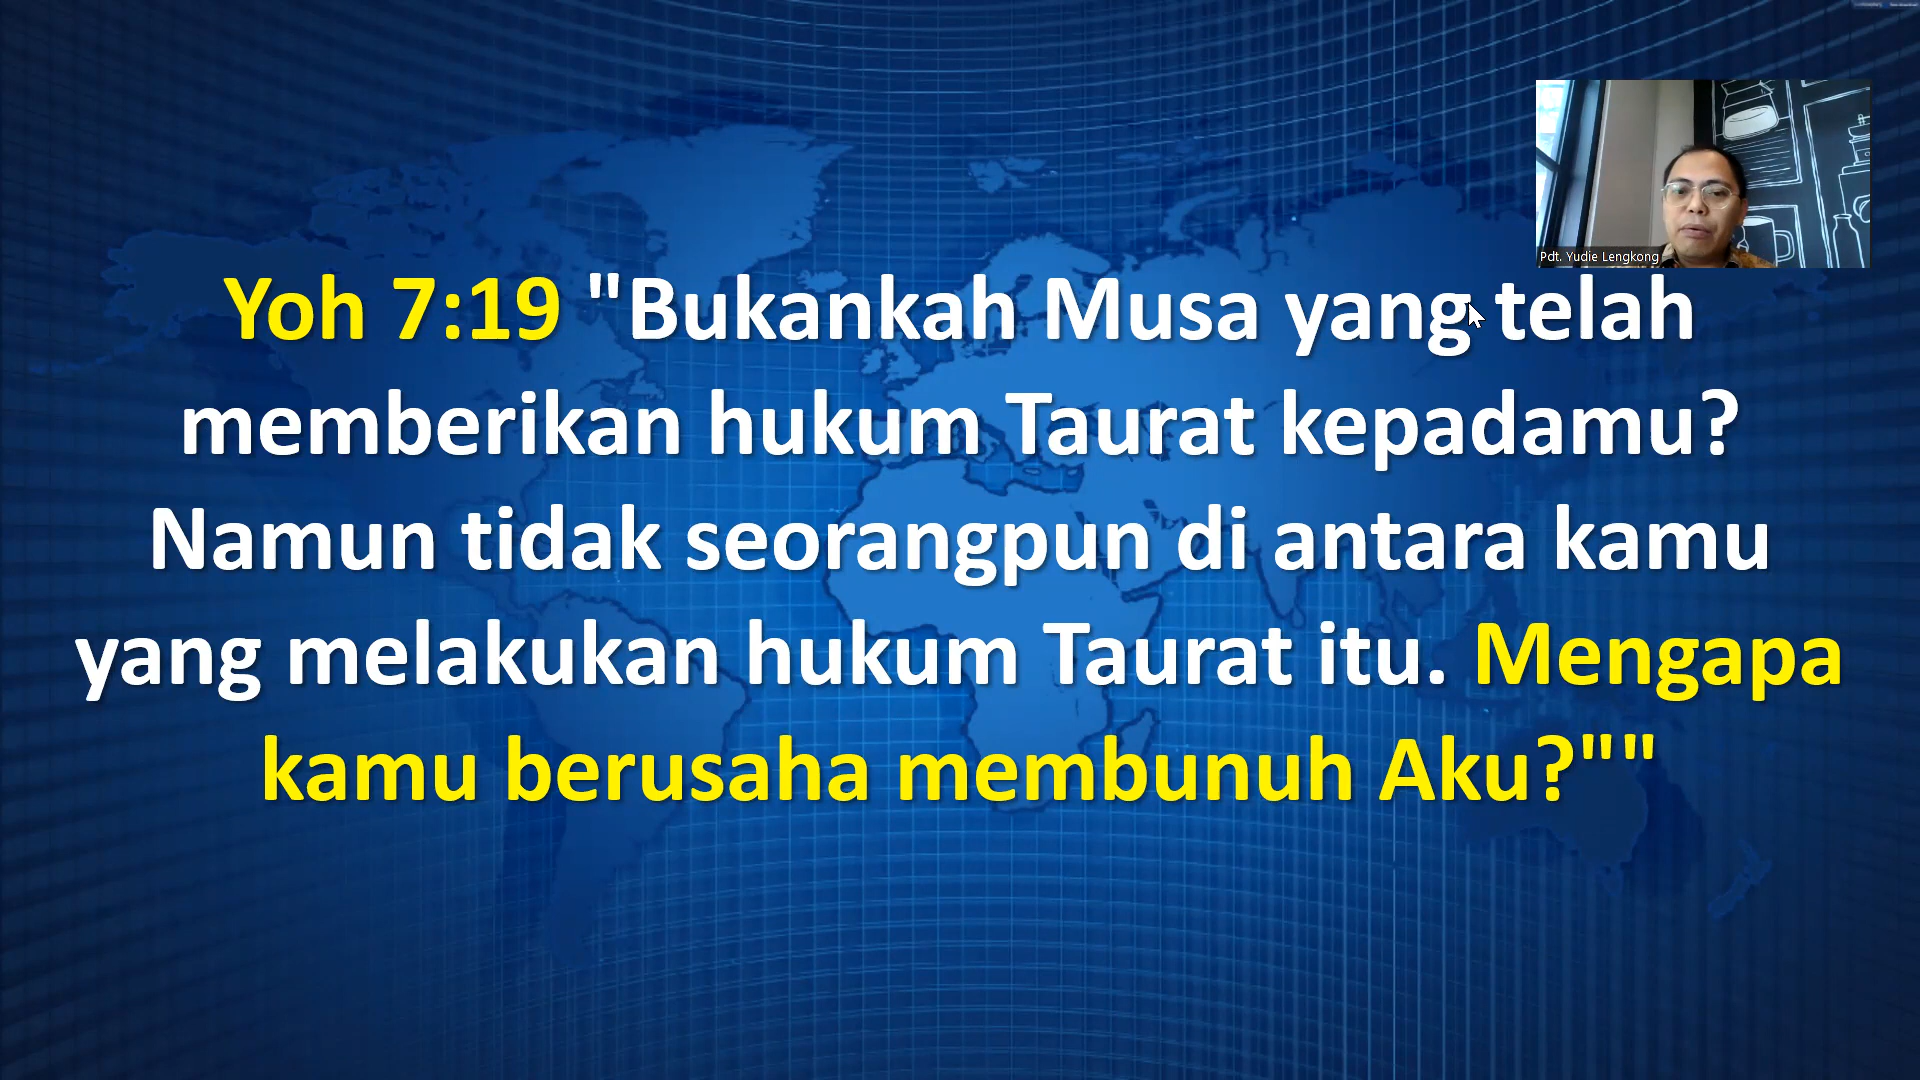 Pdt. Yudie Lengkong
Yoh 7:19 "Bukankah Musa yang telah
memberikan hukum Taurat kepadamu?
Namun tidak seorangpun di antara kamu
yang melakukan hukum Taurat itu. Mengapa
kamu berusaha membunuh Aku?""